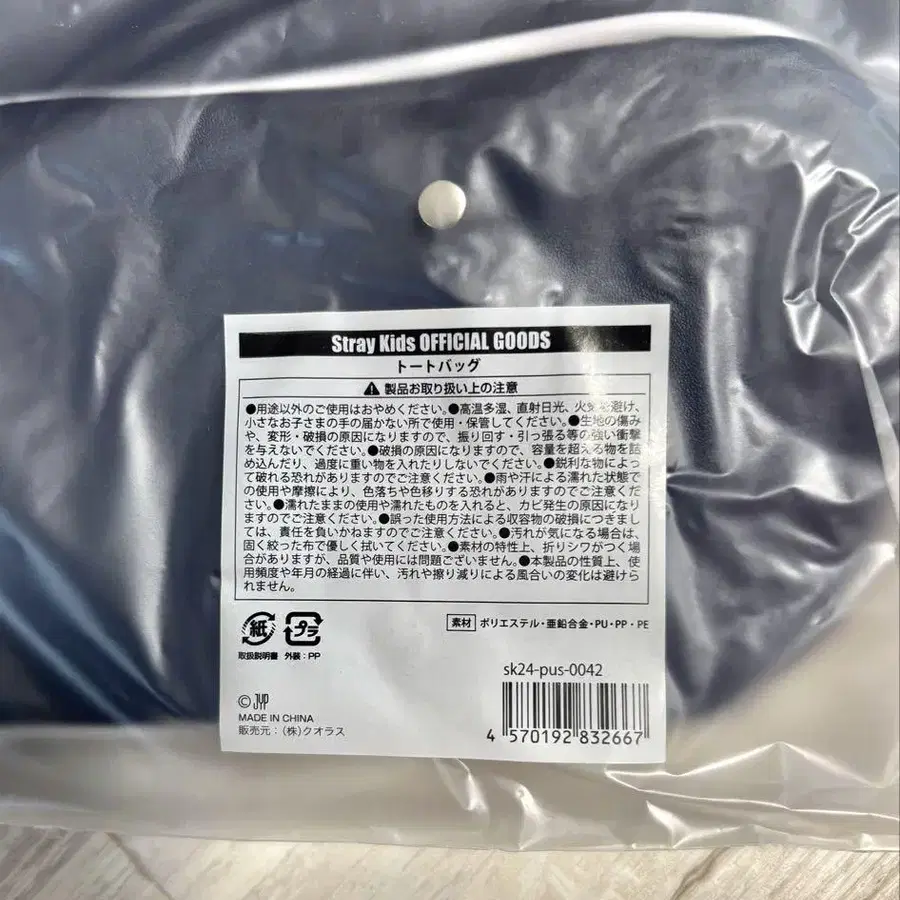 Stray Kids OFFICIAL GOODS
トートバッグ
製品お取り扱い上の注意
●用途以外のご使用はおやめください。●高温多湿、直射日光、火気を避け、
小さなお子さまの手の届かない所で使用・保管してください。●生地の傷み
や、変形・破損の原因になりますので、振り回す・引っ張る等の強い衝撃
を与えないでください。●破損の原因になりますので、容量を超える物を詰
め込んだり、過度に重い物を入れたりしないでください。●鋭利な物によっ
て破れる恐れがありますのでご注意ください。●雨や汗による濡れた状態で
の使用や摩擦により、色落ちや色移りする恐れがありますのでご注意くださ
い。●濡れたままの使用や濡れたものを入れると、カビ発生の原因になり
ますのでご注意ください。●誤った使用方法による収容物の破損につきまし
ては、責任を負いかねますのでご注意ください。●汚れが気になる場合は、
固く絞った布で優しく拭いてください。●素材の特性上、折りシワがつく場
合がありますが、品質や使用には問題ございません。●本製品の性質上、使
用頻度や年月の経過に伴い、汚れや擦り減りによる風合いの変化は避けら
れません。
紙 プラ
取扱説明書 外装：PP
素材 ポリエステル・亜鉛合金・PU・PP・PE
sk24-pus-0042
4 570192 832667
© JYP
MADE IN CHINA
販売元：(株)クオラス